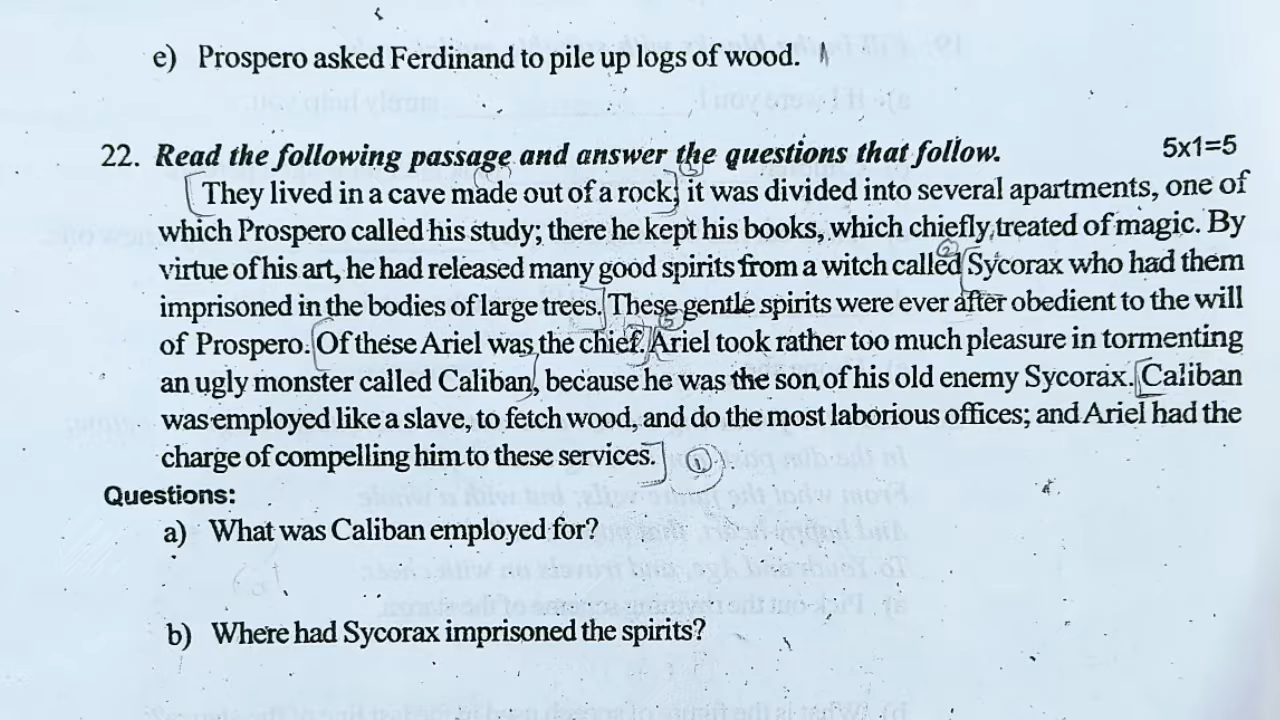 e) Prospero asked Ferdinand to pile up logs of wood.
22. Read the following passage and answer the questions that follow. 5x1=5
They lived in a cave made out of a rock; it was divided into several apartments, one of
which Prospero called his study; there he kept his books, which chiefly treated of magic. By
virtue of his art, he had released many good spirits from a witch called Sycorax who had them
imprisoned in the bodies of large trees. These gentle spirits were ever after obedient to the will
of Prospero. Of these Ariel was the chief. Ariel took rather too much pleasure in tormenting
an ugly monster called Caliban, because he was the son of his old enemy Sycorax. Caliban
was employed like a slave, to fetch wood, and do the most laborious offices; and Ariel had the
charge of compelling him to these services. 1
Questions:
a) What was Caliban employed for?
b) Where had Sycorax imprisoned the spirits?